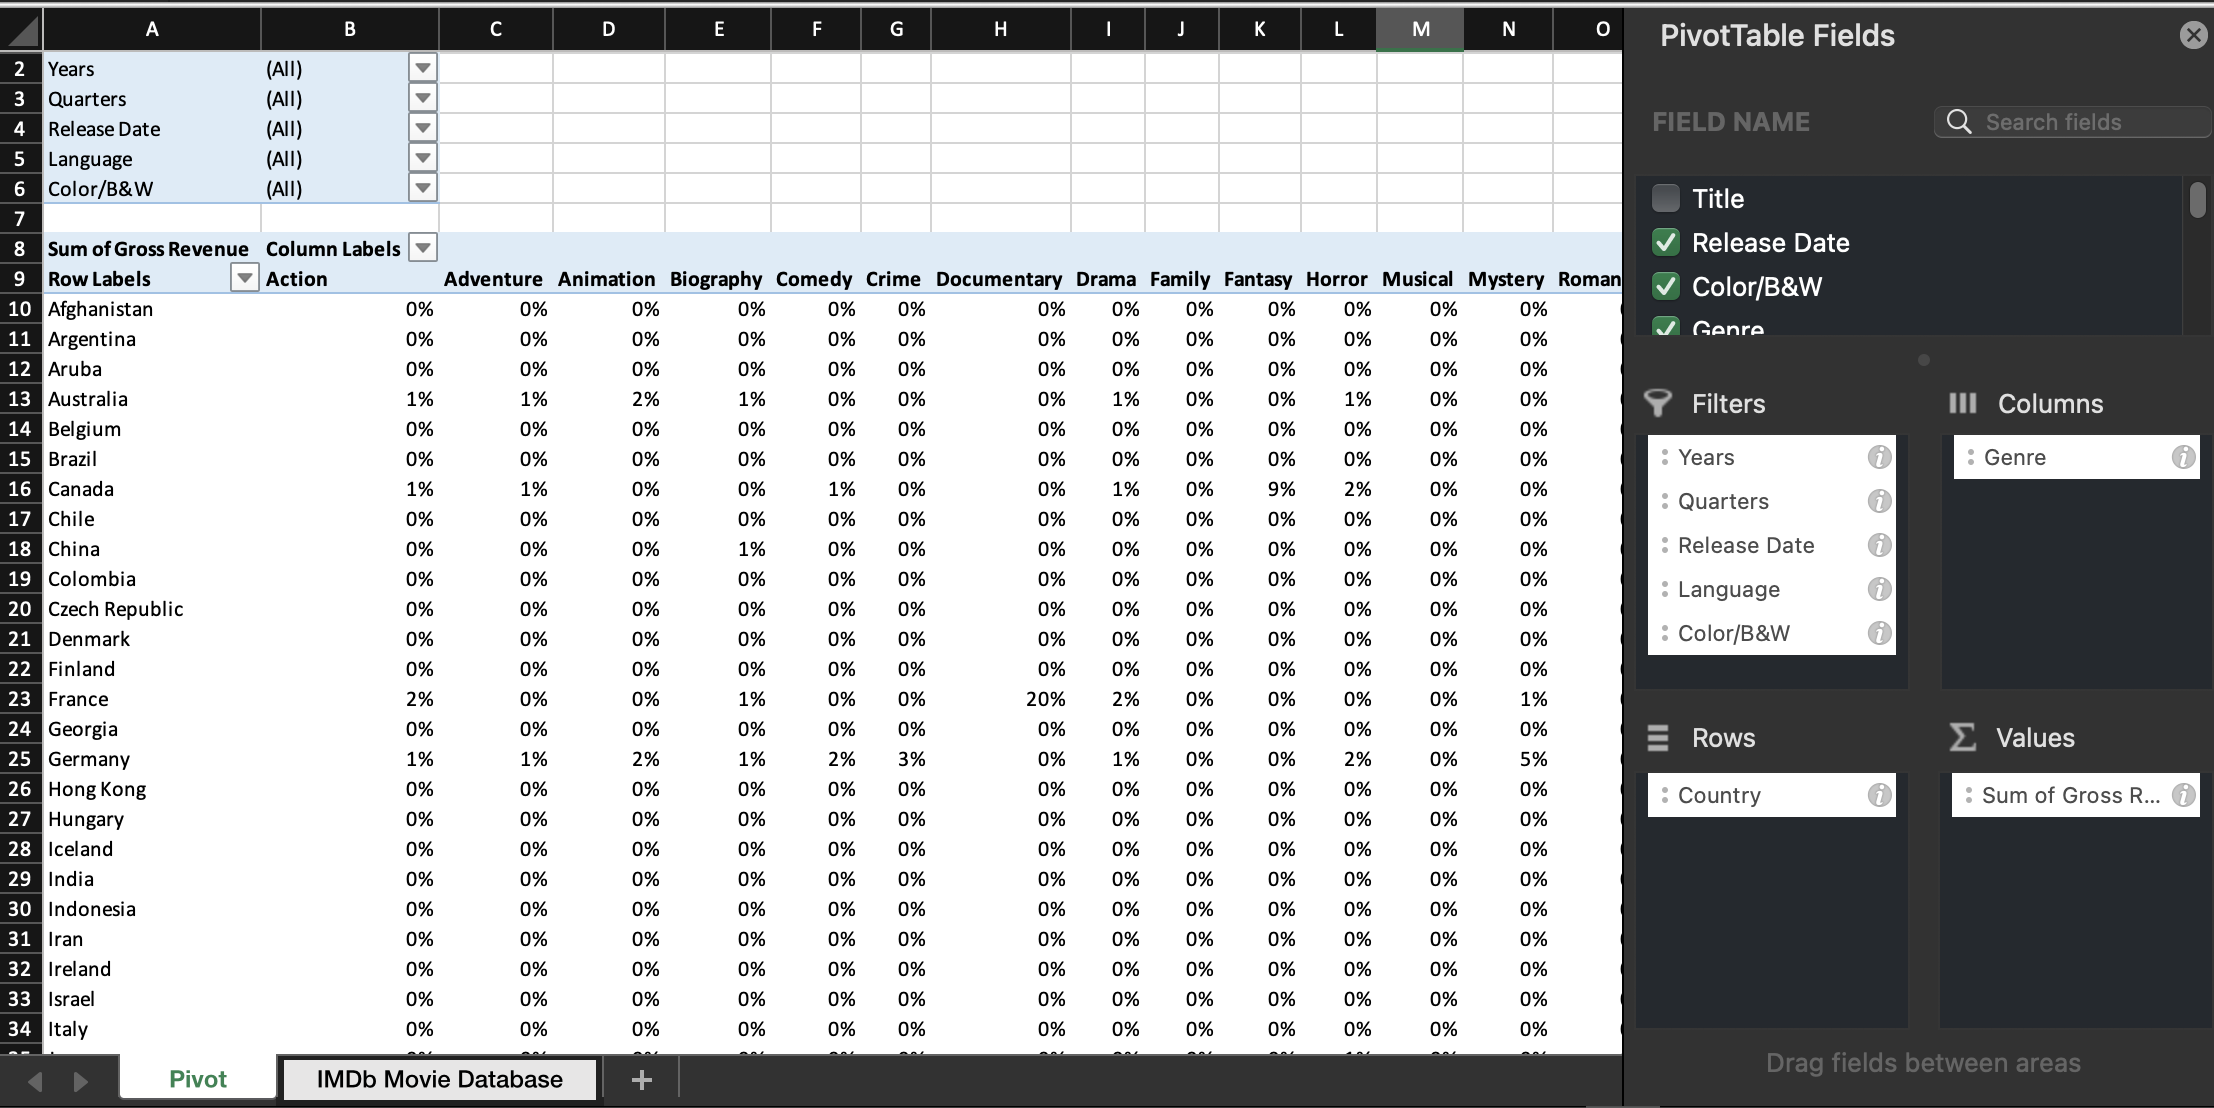 A B C D E F G H I J K L M N O
2 Years (All)
3 Quarters (All)
4 Release Date (All)
5 Language (All)
6 Color/B&W (All)
7
8 Sum of Gross Revenue Column Labels
9 Row Labels Action Adventure Animation Biography Comedy Crime Documentary Drama Family Fantasy Horror Musical Mystery Roman
10 Afghanistan 0% 0% 0% 0% 0% 0% 0% 0% 0% 0% 0% 0% 0%
11 Argentina 0% 0% 0% 0% 0% 0% 0% 0% 0% 0% 0% 0% 0%
12 Aruba 0% 0% 0% 0% 0% 0% 0% 0% 0% 0% 0% 0% 0%
13 Australia 1% 1% 2% 1% 0% 0% 0% 1% 0% 0% 1% 0% 0%
14 Belgium 0% 0% 0% 0% 0% 0% 0% 0% 0% 0% 0% 0% 0%
15 Brazil 0% 0% 0% 0% 0% 0% 0% 0% 0% 0% 0% 0% 0%
16 Canada 1% 1% 0% 0% 1% 0% 0% 1% 0% 9% 2% 0% 0%
17 Chile 0% 0% 0% 0% 0% 0% 0% 0% 0% 0% 0% 0% 0%
18 China 0% 0% 0% 1% 0% 0% 0% 0% 0% 0% 0% 0% 0%
19 Colombia 0% 0% 0% 0% 0% 0% 0% 0% 0% 0% 0% 0% 0%
20 Czech Republic 0% 0% 0% 0% 0% 0% 0% 0% 0% 0% 0% 0% 0%
21 Denmark 0% 0% 0% 0% 0% 0% 0% 0% 0% 0% 0% 0% 0%
22 Finland 0% 0% 0% 0% 0% 0% 0% 0% 0% 0% 0% 0% 0%
23 France 2% 0% 0% 1% 0% 0% 20% 2% 0% 0% 0% 0% 1%
24 Georgia 0% 0% 0% 0% 0% 0% 0% 0% 0% 0% 0% 0% 0%
25 Germany 1% 1% 2% 1% 2% 3% 0% 1% 0% 0% 2% 0% 5%
26 Hong Kong 0% 0% 0% 0% 0% 0% 0% 0% 0% 0% 0% 0% 0%
27 Hungary 0% 0% 0% 0% 0% 0% 0% 0% 0% 0% 0% 0% 0%
28 Iceland 0% 0% 0% 0% 0% 0% 0% 0% 0% 0% 0% 0% 0%
29 India 0% 0% 0% 0% 0% 0% 0% 0% 0% 0% 0% 0% 0%
30 Indonesia 0% 0% 0% 0% 0% 0% 0% 0% 0% 0% 0% 0% 0%
31 Iran 0% 0% 0% 0% 0% 0% 0% 0% 0% 0% 0% 0% 0%
32 Ireland 0% 0% 0% 0% 0% 0% 0% 0% 0% 0% 0% 0% 0%
33 Israel 0% 0% 0% 0% 0% 0% 0% 0% 0% 0% 0% 0% 0%
34 Italy 0% 0% 0% 0% 0% 0% 0% 0% 0% 0% 0% 0% 0%
Pivot IMDb Movie Database +
PivotTable Fields
FIELD NAME Search fields
Title
Release Date
Color/B&W
Genre
Filters
Years
Quarters
Release Date
Language
Color/B&W
Columns
Genre
Rows
Country
Values
Sum of Gross R...
Drag fields between areas